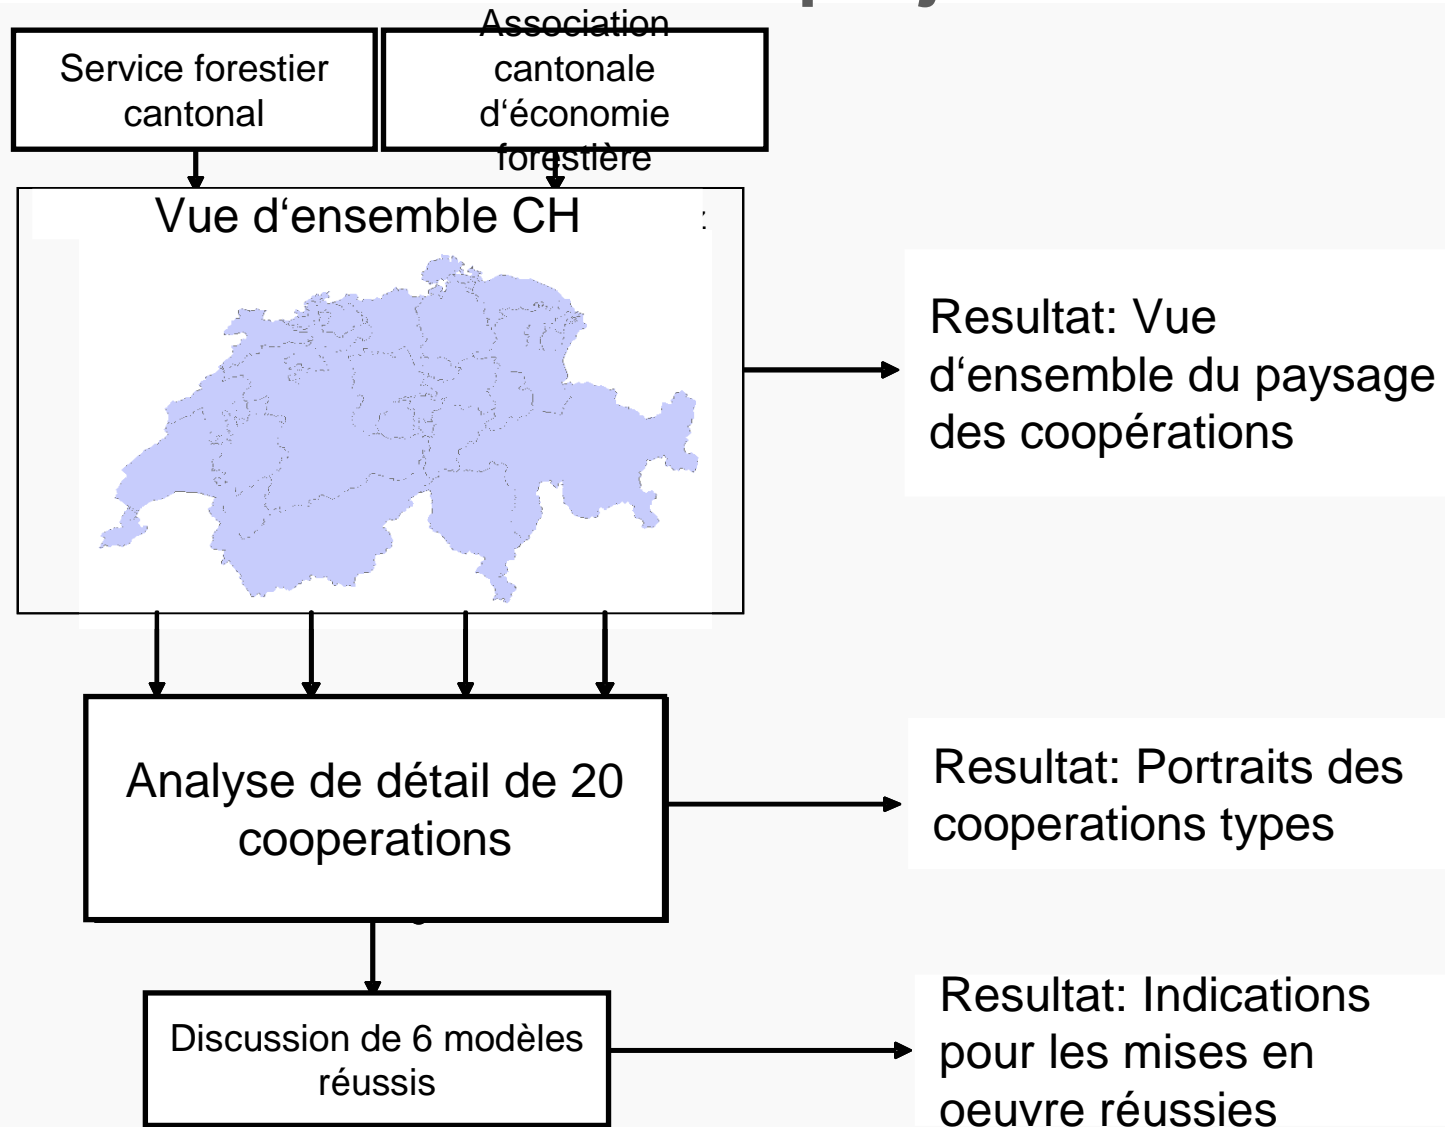 Service forestier
cantonal
Association
cantonale
d‘économie
forestière
Vue d‘ensemble CH
Resultat: Vue
d‘ensemble du paysage
des coopérations
Analyse de détail de 20
cooperations
Resultat: Portraits des
cooperations types
Discussion de 6 modèles
réussis
Resultat: Indications
pour les mises en
oeuvre réussies